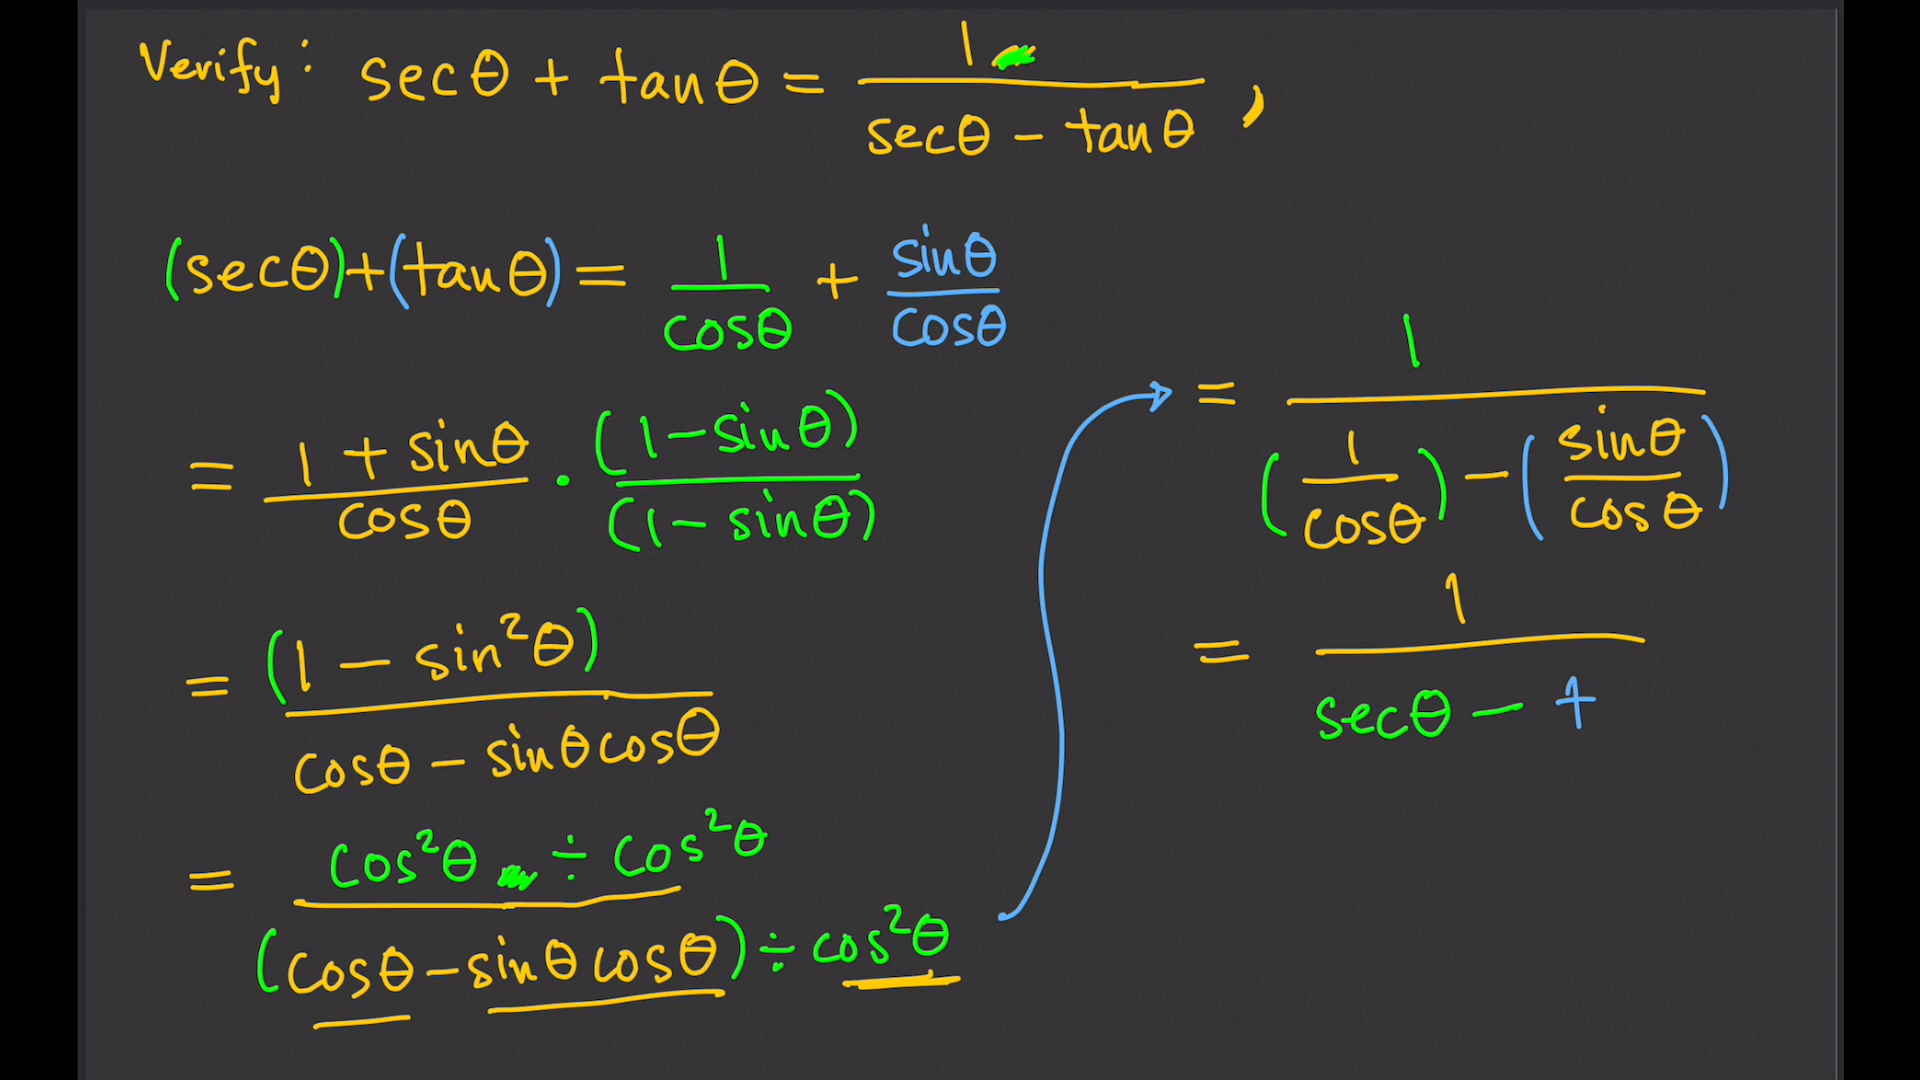 Verify: secθ + tanθ = 1 / (secθ - tanθ) ,
(secθ)+(tanθ) = 1/cosθ + sinθ/cosθ
= (1 + sinθ)/cosθ · (1-sinθ)/(1-sinθ)
= (1 - sin²θ)/(cosθ - sinθcosθ)
= (cos²θ ÷ cos²θ)/((cosθ-sinθcosθ) ÷ cos²θ)
= 1/((1/cosθ) - (sinθ/cosθ))
= 1/(secθ - t